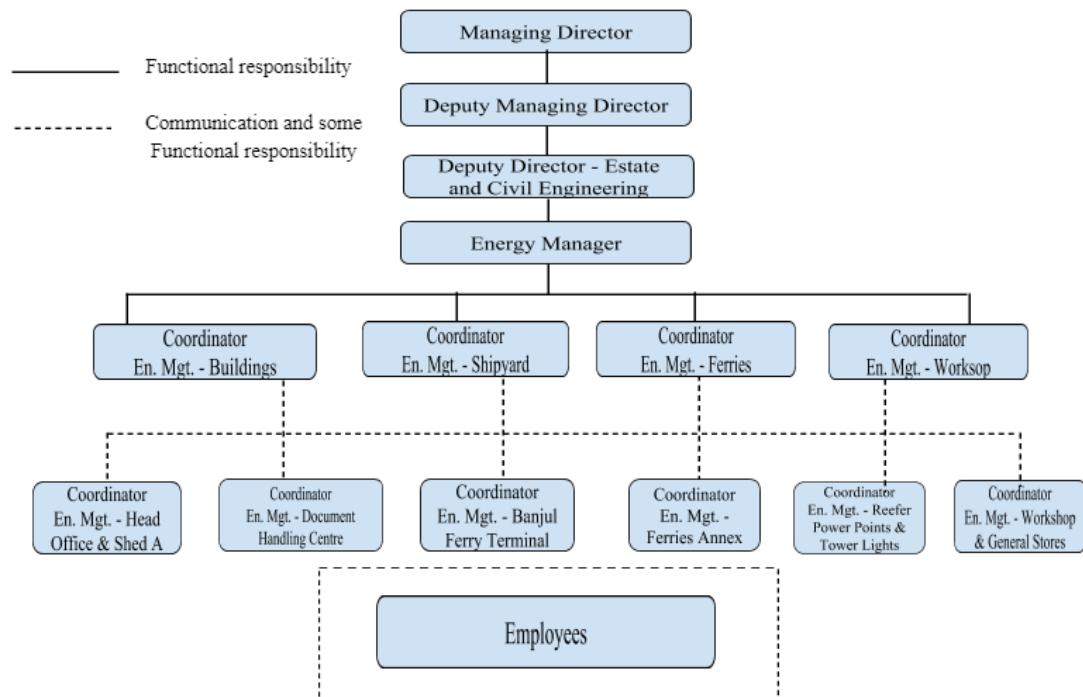 Managing Director
Functional responsibility
Deputy Managing Director
Communication and some
Functional responsibility
Deputy Director - Estate
and Civil Engineering
Energy Manager
Coordinator
En. Mgt. - Buildings
Coordinator
En. Mgt. - Shipyard
Coordinator
En. Mgt. - Ferries
Coordinator
En. Mgt. - Worksop
Coordinator
En. Mgt. - Head
Office & Shed A
Coordinator
En. Mgt. - Document
Handling Centre
Coordinator
En. Mgt. - Banjul
Ferry Terminal
Coordinator
En. Mgt. -
Ferries Annex
Coordinator
En. Mgt. - Reefer
Power Points &
Tower Lights
Coordinator
En. Mgt. - Workshop
& General Stores
Employees